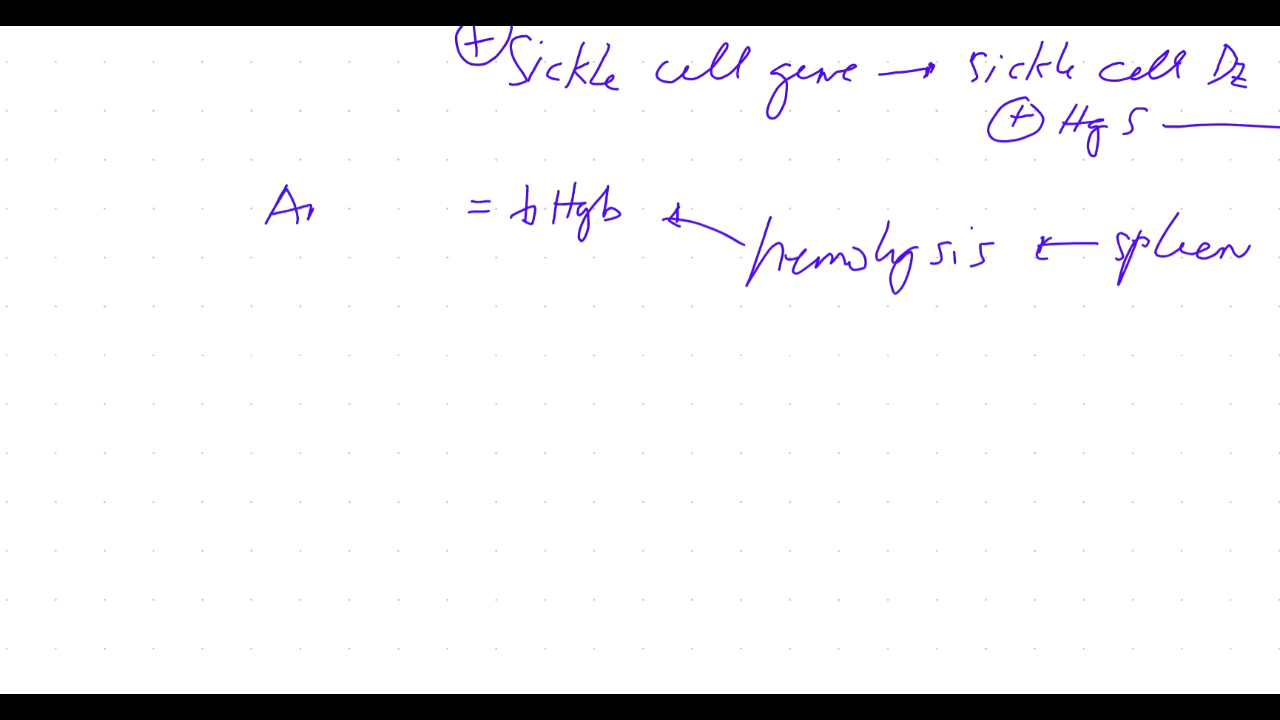 ⊕ Sickle cell gene → sickle cell Dz
⊕ Hg S —
An = ↓ Hgb ← hemolysis ← spleen